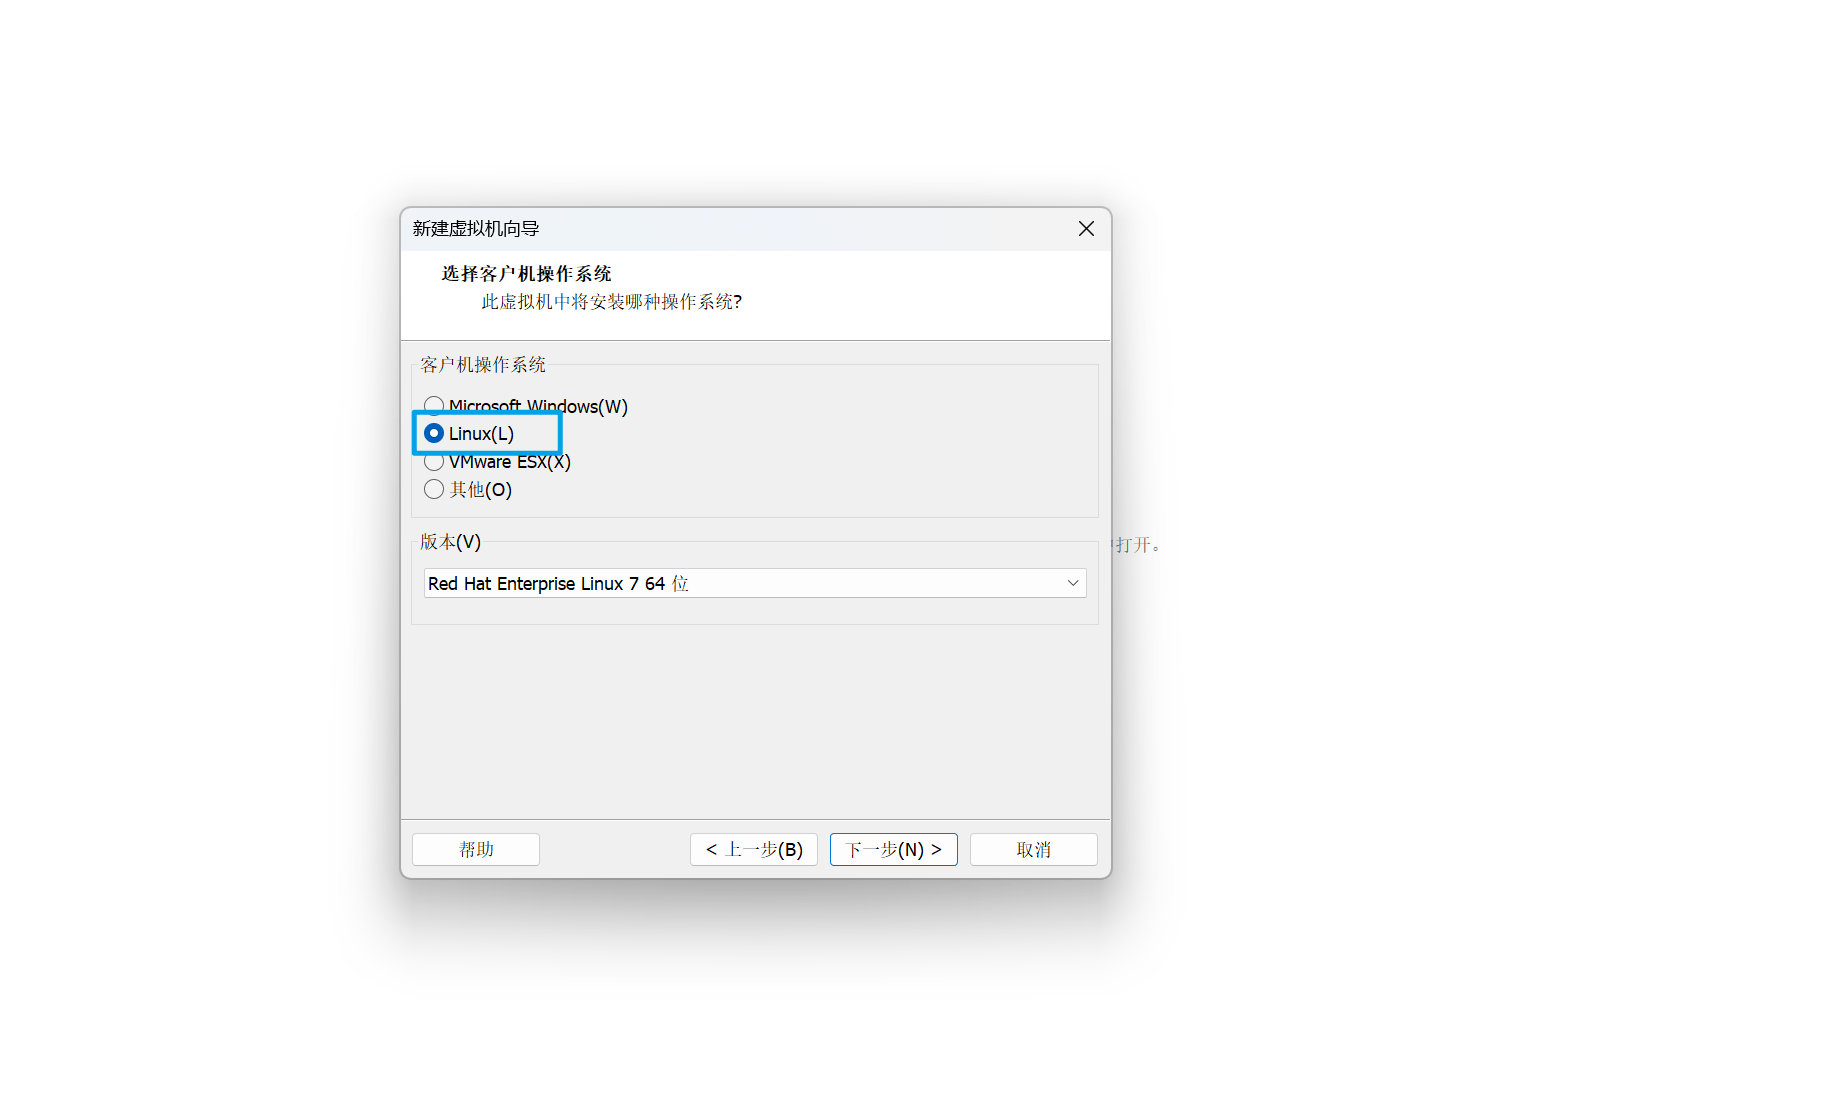 新建虚拟机向导
选择客户机操作系统
此虚拟机中将安装哪种操作系统?
客户机操作系统
Microsoft Windows(W)
Linux(L)
VMware ESX(X)
其他(O)
版本(V)
打开。
Red Hat Enterprise Linux 7 64 位
帮助
< 上一步(B)
下一步(N) >
取消